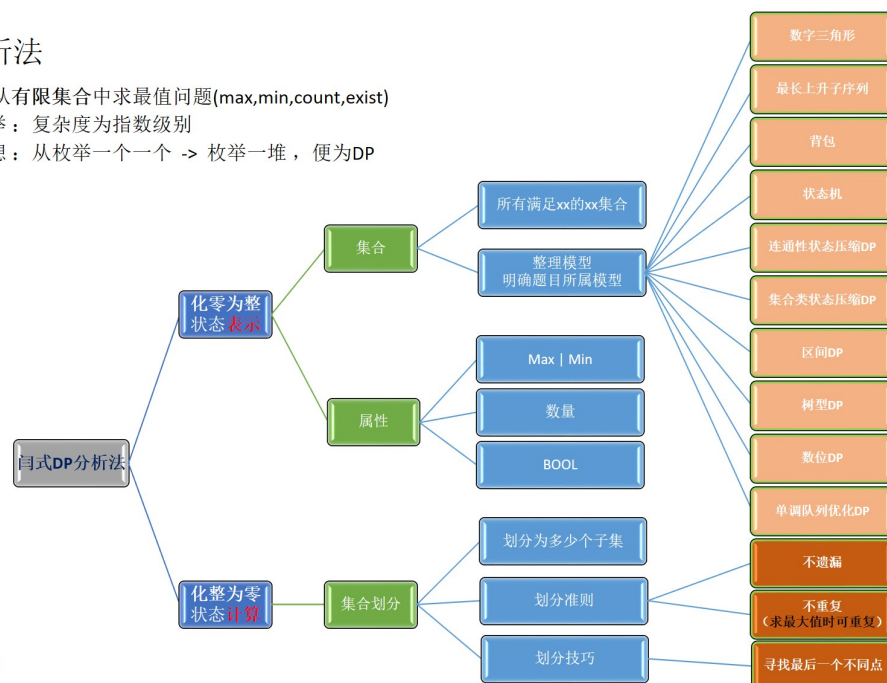 析法
从有限集合中求最值问题(max,min,count,exist)
举：复杂度为指数级别
想：从枚举一个一个 -> 枚举一堆，便为DP
闫式DP分析法
化零为整
状态表示
化整为零
状态计算
集合
属性
集合划分
所有满足xx的xx集合
整理模型
明确题目所属模型
Max | Min
数量
BOOL
划分为多少个子集
划分准则
划分技巧
数字三角形
最长上升子序列
背包
状态机
连通性状态压缩DP
集合类状态压缩DP
区间DP
树型DP
数位DP
单调队列优化DP
不遗漏
不重复
（求最大值时可重复）
寻找最后一个不同点